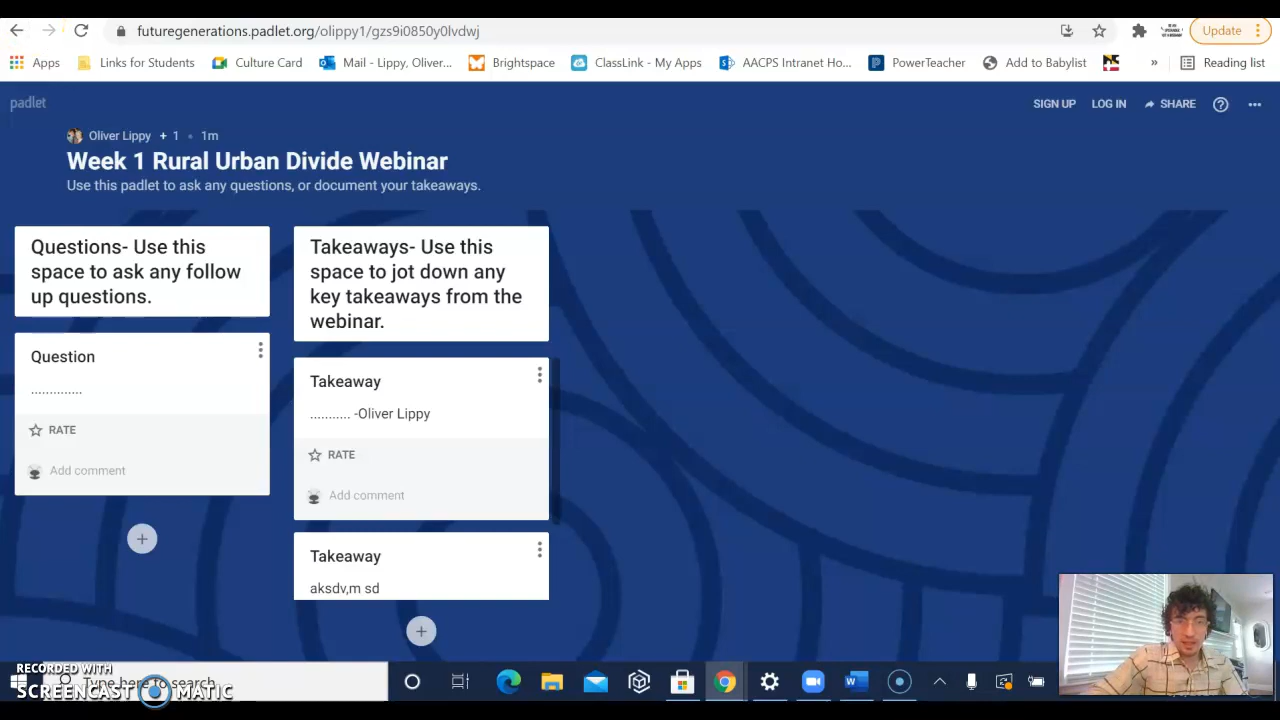 futuregenerations.padlet.org/olippy1/gzs9i0850y0lvdwj
Update
Apps
Links for Students
Culture Card
Mail - Lippy, Oliver...
Brightspace
ClassLink - My Apps
AACPS Intranet Ho...
PowerTeacher
Add to Babylist
»
Reading list
padlet
SIGN UP
LOG IN
SHARE
Oliver Lippy + 1 • 1m
Week 1 Rural Urban Divide Webinar
Use this padlet to ask any questions, or document your takeaways.
Questions- Use this
space to ask any follow
up questions.
Question
..............
RATE
Add comment
Takeaways- Use this
space to jot down any
key takeaways from the
webinar.
Takeaway
........... -Oliver Lippy
RATE
Add comment
Takeaway
aksdv,m sd
RECORDED WITH
SCREENCAST MATIC
Type here to search